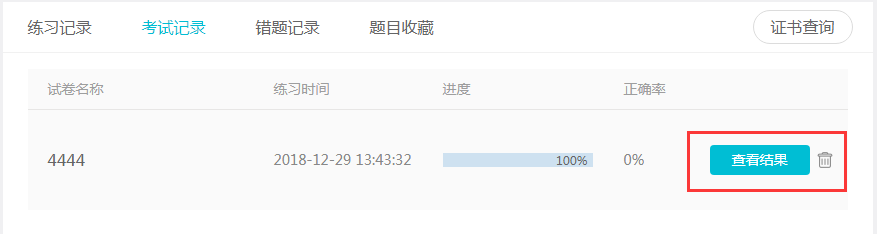 练习记录 考试记录 错题记录 题目收藏 证书查询
试卷名称 练习时间 进度 正确率
4444 2018-12-29 13:43:32 100% 0% 查看结果